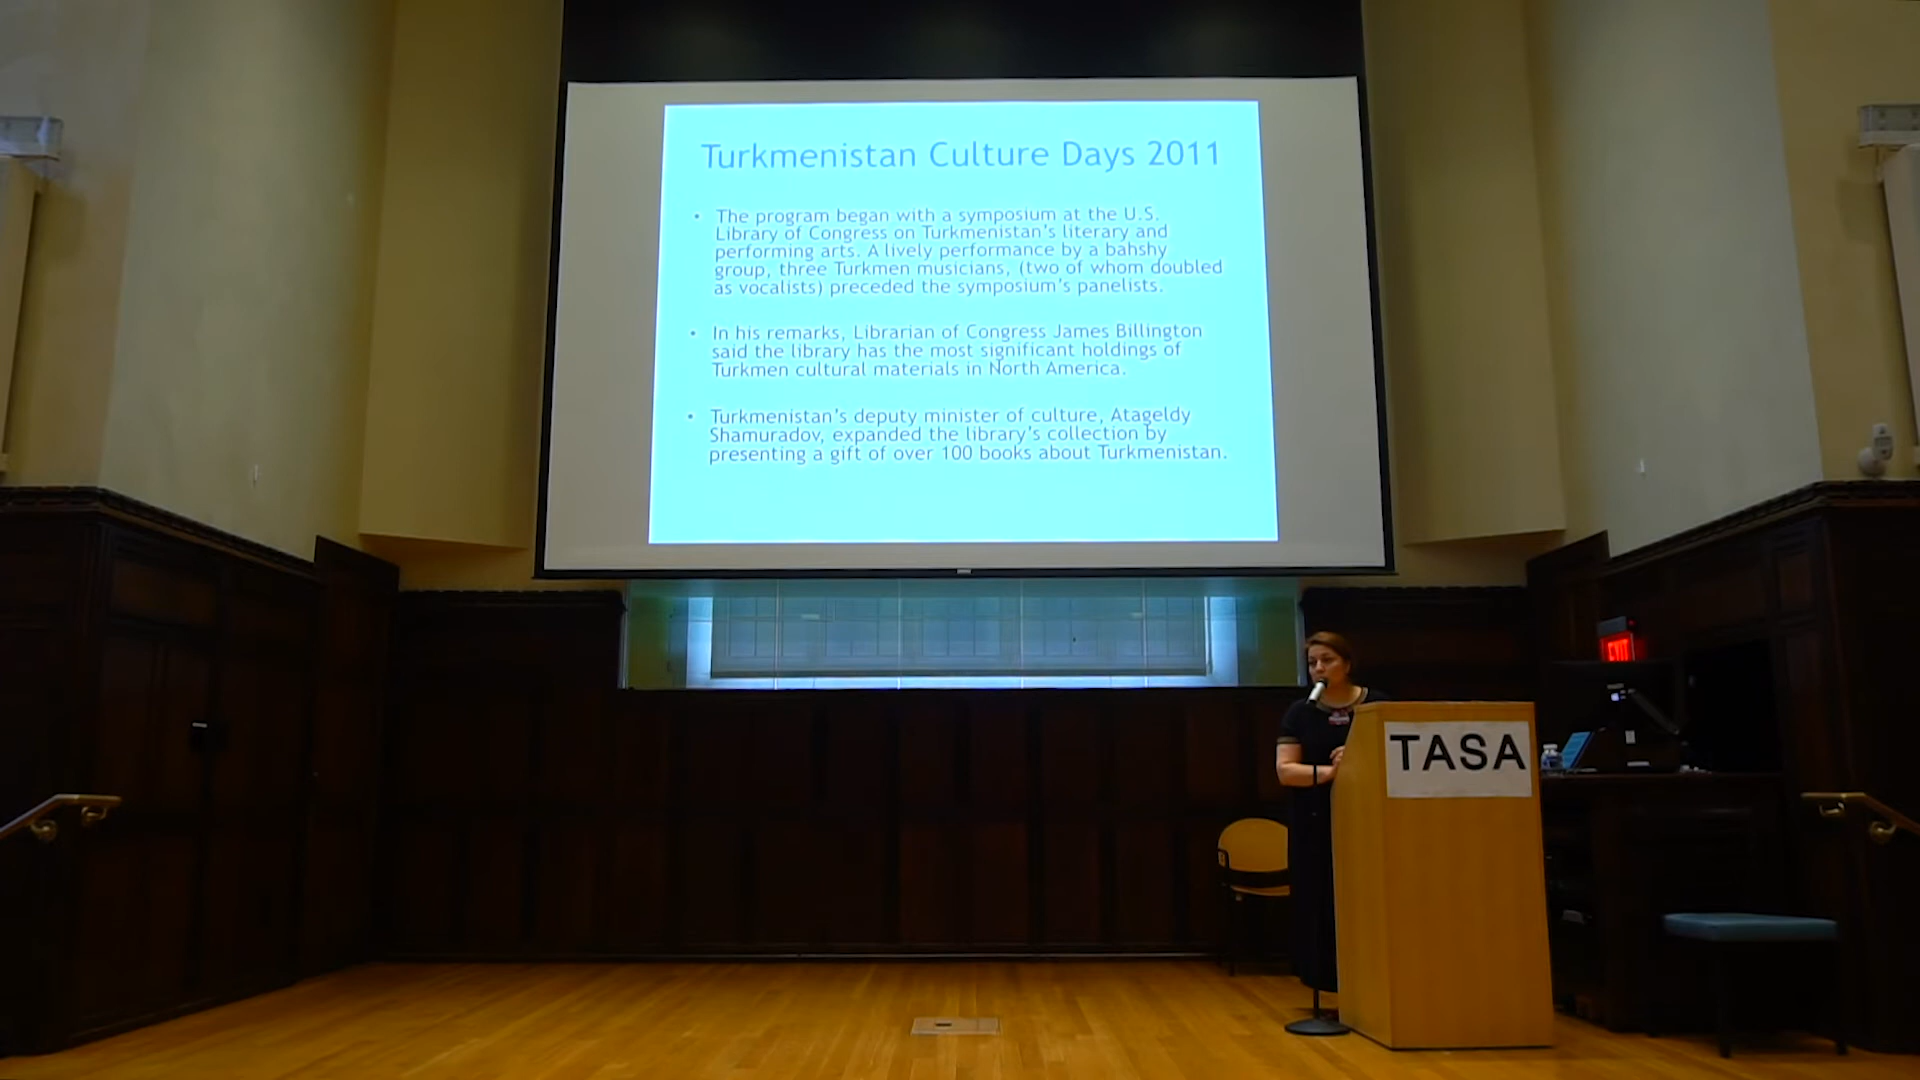 Turkmenistan Culture Days 2011
• The program began with a symposium at the U.S.
Library of Congress on Turkmenistan's literary and
performing arts. A lively performance by a bahshy
group, three Turkmen musicians, (two of whom doubled
as vocalists) preceded the symposium's panelists.
• In his remarks, Librarian of Congress James Billington
said the library has the most significant holdings of
Turkmen cultural materials in North America.
• Turkmenistan's deputy minister of culture, Atageldy
Shamuradov, expanded the library's collection by
presenting a gift of over 100 books about Turkmenistan.
EXIT
TASA